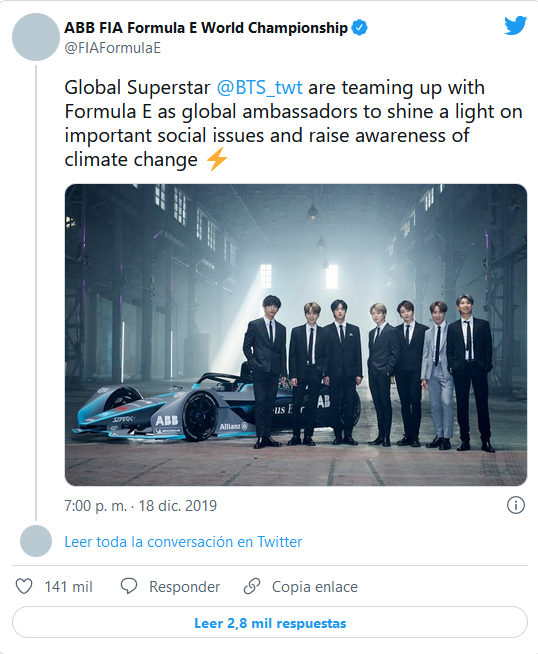 ABB FIA Formula E World Championship
@FIAFormulaE
Global Superstar @BTS_twt are teaming up with
Formula E as global ambassadors to shine a light on
important social issues and raise awareness of
climate change ⚡
ABB
Allianz
ABB
7:00 p. m. · 18 dic. 2019
Leer toda la conversación en Twitter
141 mil Responder Copia enlace
Leer 2,8 mil respuestas